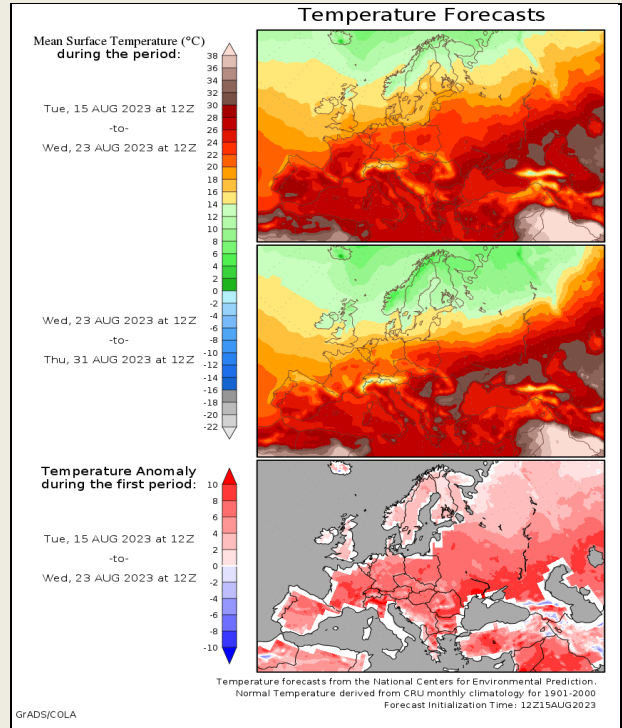 Temperature Forecasts
Mean Surface Temperature (°C)
during the period:
Tue, 15 AUG 2023 at 12Z
-to-
Wed, 23 AUG 2023 at 12Z
Wed, 23 AUG 2023 at 12Z
-to-
Thu, 31 AUG 2023 at 12Z
38
36
34
32
30
28
26
24
22
20
18
16
14
12
10
8
6
4
2
0
-2
-4
-6
-8
-10
-12
-14
-16
-18
-20
-22
Temperature Anomaly
during the first period:
Tue, 15 AUG 2023 at 12Z
-to-
Wed, 23 AUG 2023 at 12Z
10
8
6
4
2
0
-2
-4
-6
-8
-10
Temperature forecasts from the National Centers for Environmental Prediction.
Normal Temperature derived from CRU monthly climatology for 1901-2000
Forecast Initialization Time: 12Z15AUG2023
GrADS/COLA